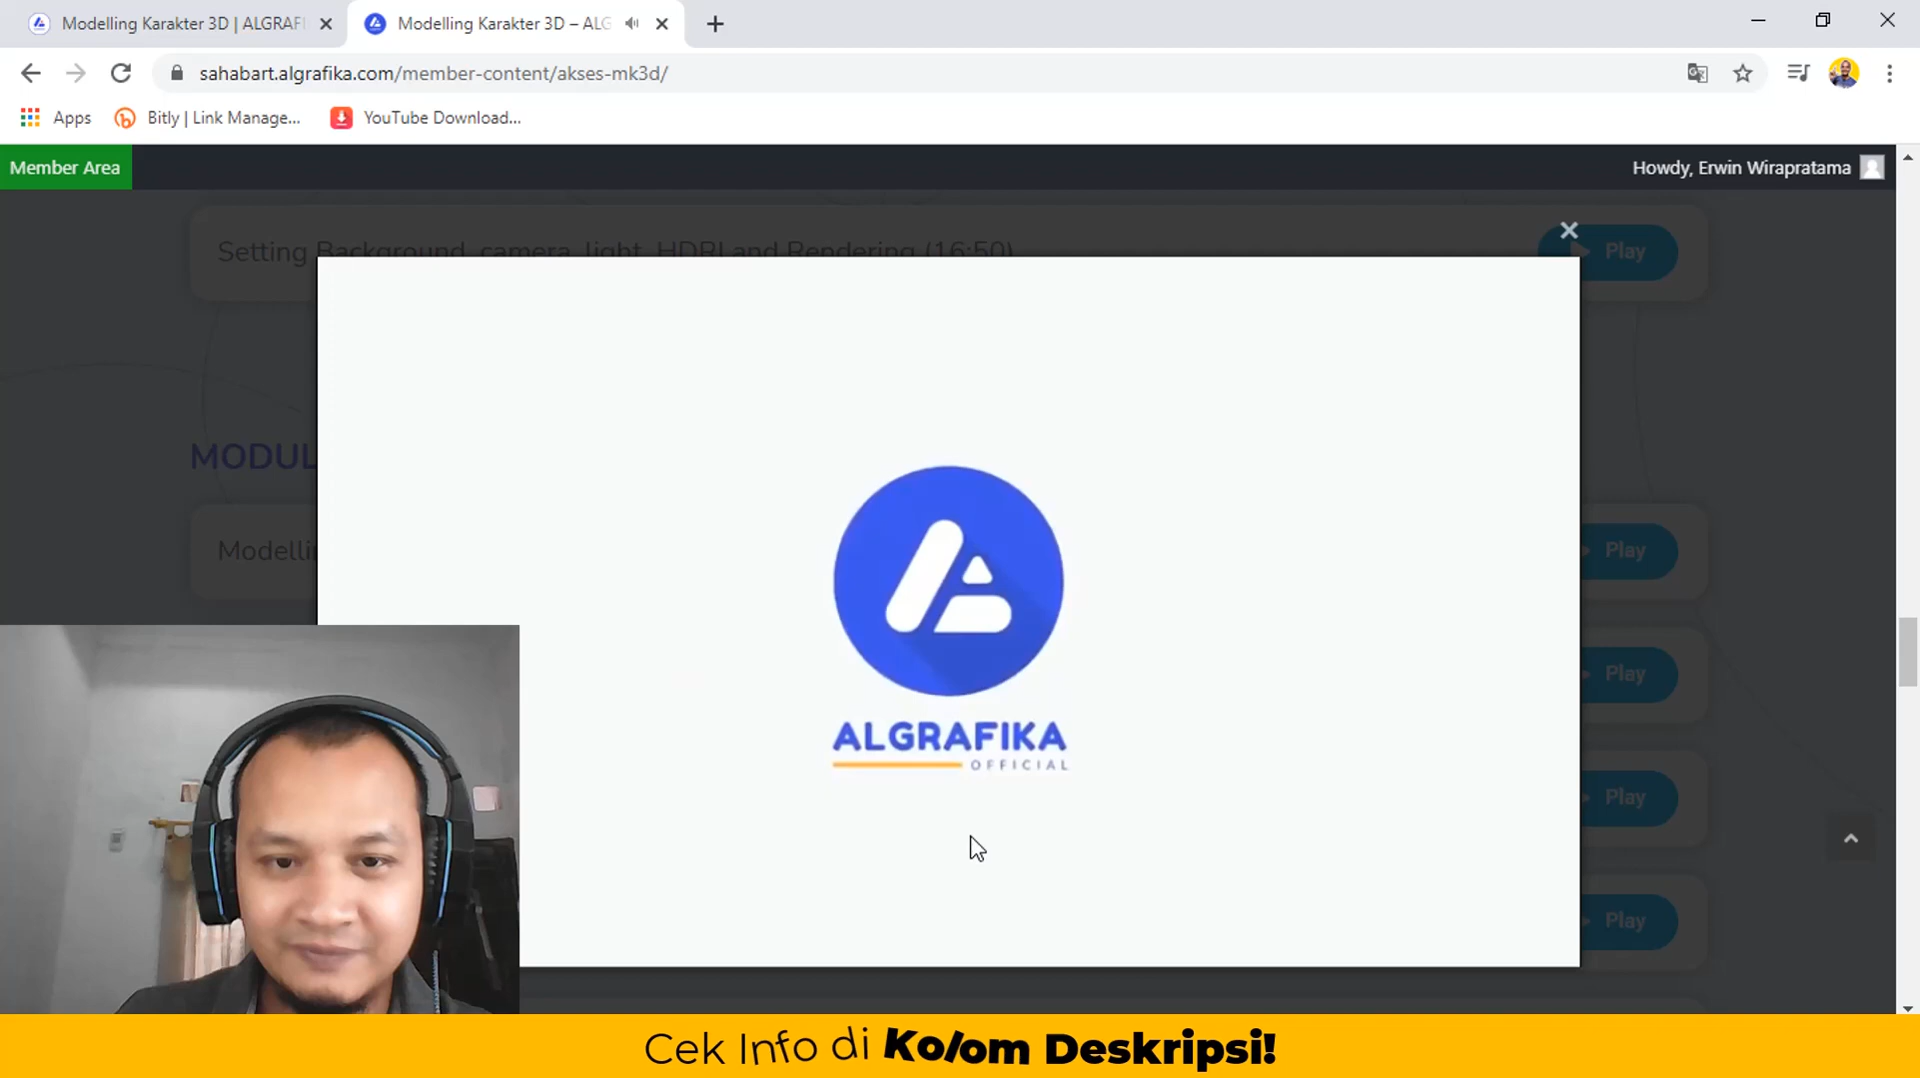 Modelling Karakter 3D | ALGRAF
Modelling Karakter 3D – ALG
sahabart.algrafika.com/member-content/akses-mk3d/
Apps
Bitly | Link Manage...
YouTube Download...
Member Area
Howdy, Erwin Wirapratama
Setting Background, camera, light, HDRI and Rendering (16:50)
Play
MODUL
Modelli
Play
Play
ALGRAFIKA
OFFICIAL
Play
Play
Cek Info di Kolom Deskripsi!